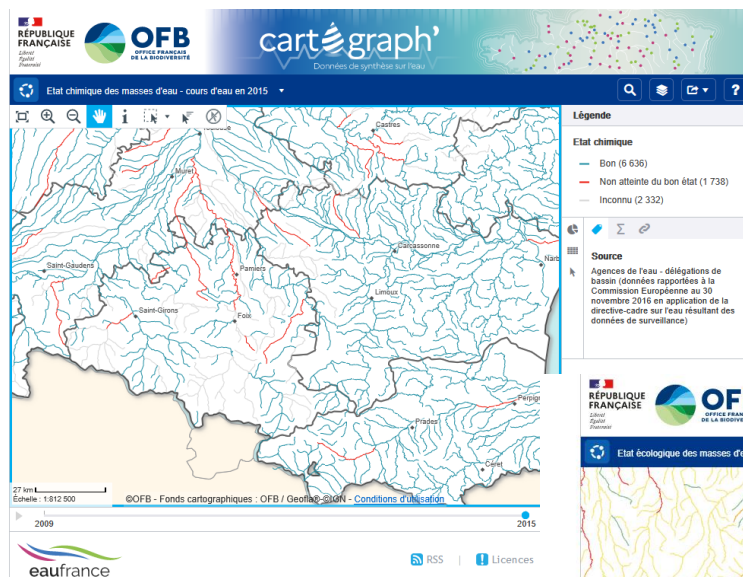 RÉPUBLIQUE
FRANÇAISE
Liberté
Égalité
Fraternité
OFB
OFFICE FRANÇAIS
DE LA BIODIVERSITÉ
cartograph'
Données de synthèse sur l'eau
Etat chimique des masses d'eau - cours d'eau en 2015
?
Légende
Etat chimique
Bon (6 636)
Non atteinte du bon état (1 738)
Inconnu (2 332)
Source
Agences de l'eau - délégations de
bassin (données rapportées à la
Commission Européenne au 30
novembre 2016 en application de la
directive-cadre sur l'eau résultant des
données de surveillance)
Castres
Muret
Carcassonne
Narb
Saint-Gaudens
Pamiers
Limoux
Saint-Girons
Foix
Perpign
Prades
Céret
27 km
Échelle : 1:812 500
©OFB - Fonds cartographiques : OFB / Geofla®-©IGN - Conditions d'utilisation
2009
2015
eaufrance
RSS
Licences
RÉPUBLIQUE
FRANÇAISE
Liberté
Égalité
Fraternité
OF
OFFICE FRAN
DE LA BIODIVE
Etat écologique des masses d'e